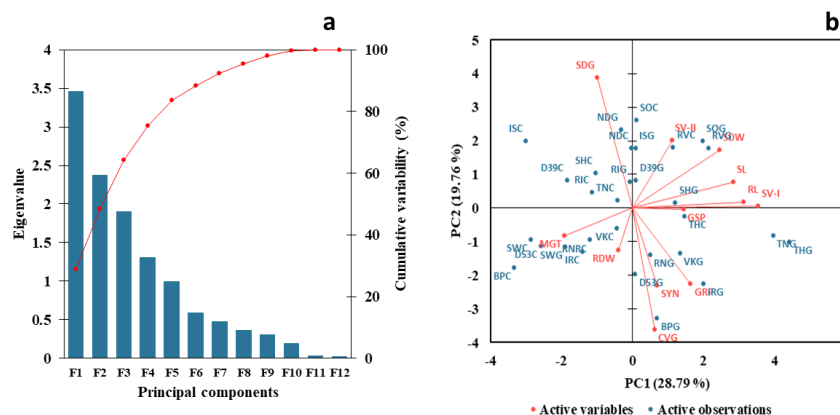 a
Eigenvalue
4
3.5
3
2.5
2
1.5
1
0.5
0
100
80
60
40
20
0
Cumulative variability (%)
F1 F2 F3 F4 F5 F6 F7 F8 F9 F10 F11 F12
Principal components
b
PC2 (19.76 %)
5
4
3
2
1
0
-1
-2
-3
-4
SDG
SOC
NDG
ISC
NDC ISG
SV-II
RVC
SOG
RVG
SDW
SHC
D39C
RIC
RIG
D39G
TNC
SL
RL
SV-I
SHG
GSP
THC
MGT
VKC
SWC
D53C
SWG
RNRC
IRC
BPC
RDW
RNG
VKG
TNG
THG
D53G
SYN
GRP
IRG
BPG
CVG
-4 -2 0 2 4
PC1 (28.79 %)
Active variables Active observations